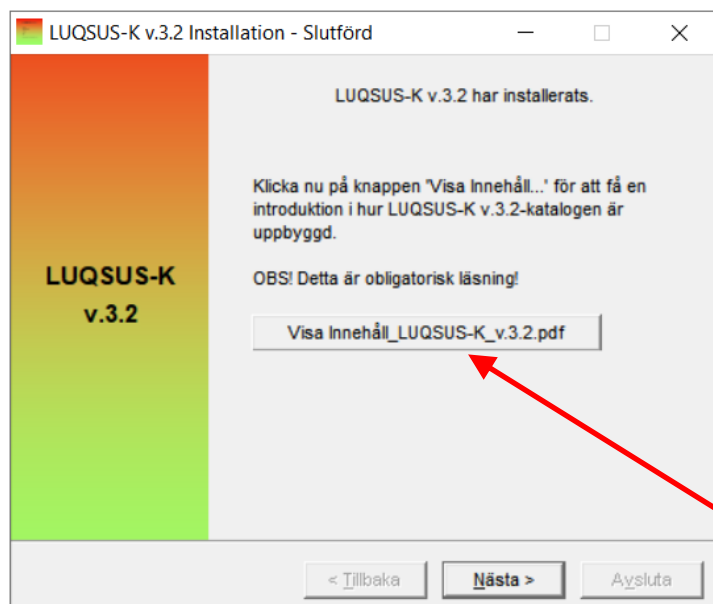 LUQSUS-K v.3.2 Installation - Slutförd
LUQSUS-K v.3.2 har installerats.
Klicka nu på knappen 'Visa Innehåll...' för att få en
introduktion i hur LUQSUS-K v.3.2-katalogen är
uppbyggd.
OBS! Detta är obligatorisk läsning!
LUQSUS-K
v.3.2
Visa Innehåll_LUQSUS-K_v.3.2.pdf
< Tillbaka
Nästa >
Avsluta